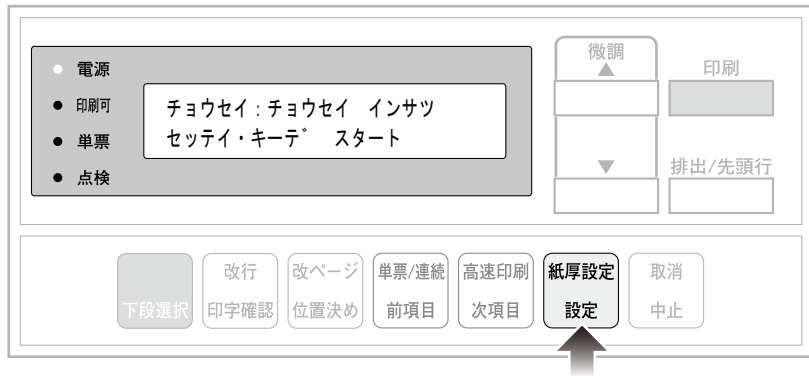 電源
印刷可
単票
点検
チョウセイ:チョウセイ インサツ
セッテイ・キーデ゛ スタート
微調
▲
▼
印刷
排出/先頭行
下段選択
改行
印字確認
改ページ
位置決め
単票/連続
前項目
高速印刷
次項目
紙厚設定
設定
取消
中止